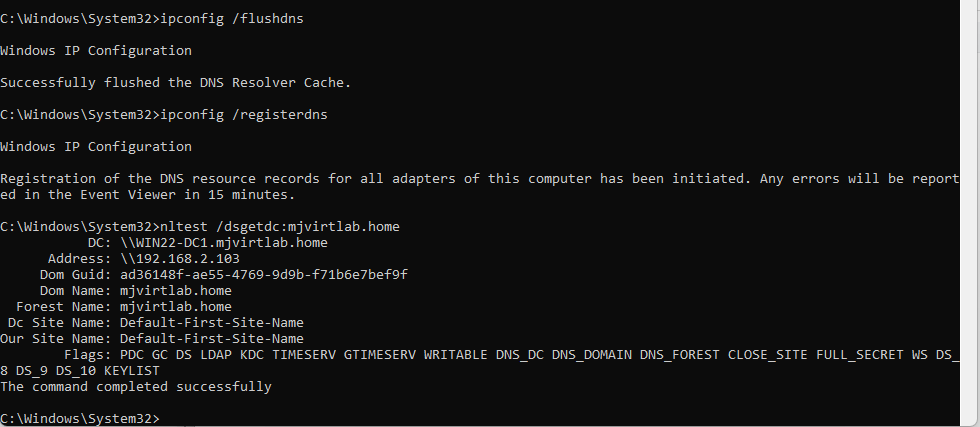 C:\Windows\System32>ipconfig /flushdns
Windows IP Configuration
Successfully flushed the DNS Resolver Cache.
C:\Windows\System32>ipconfig /registerdns
Windows IP Configuration
Registration of the DNS resource records for all adapters of this computer has been initiated. Any errors will be report
ed in the Event Viewer in 15 minutes.
C:\Windows\System32>nltest /dsgetdc:mjvirtlab.home
DC: \\WIN22-DC1.mjvirtlab.home
Address: \\192.168.2.103
Dom Guid: ad36148f-ae55-4769-9d9b-f71b6e7bef9f
Dom Name: mjvirtlab.home
Forest Name: mjvirtlab.home
Dc Site Name: Default-First-Site-Name
Our Site Name: Default-First-Site-Name
Flags: PDC GC DS LDAP KDC TIMESERV GTIMESERV WRITABLE DNS_DC DNS_DOMAIN DNS_FOREST CLOSE_SITE FULL_SECRET WS DS_
8 DS_9 DS_10 KEYLIST
The command completed successfully
C:\Windows\System32>